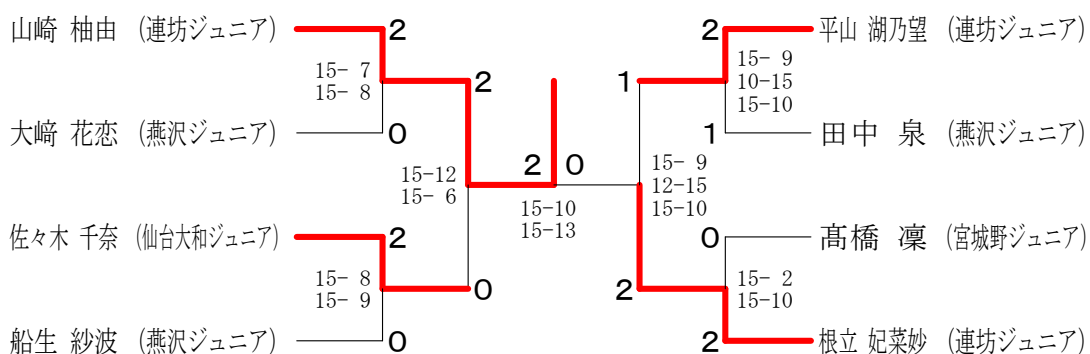 山崎 柚由 (連坊ジュニア) 2 2 平山 湖乃望 (連坊ジュニア)
15- 7 2 1 15- 9
15- 8 10-15
15-10
大﨑 花恋 (燕沢ジュニア) 0 1 田中 泉 (燕沢ジュニア)
15-12 2 0 15- 9
15- 6 12-15
15-10 15-10
15-13
佐々木 千奈 (仙台大和ジュニア) 2 0 髙橋 凜 (宮城野ジュニア)
15- 8 0 2 15- 2
15- 9 15-10
船生 紗波 (燕沢ジュニア) 0 2 根立 妃菜妙 (連坊ジュニア)